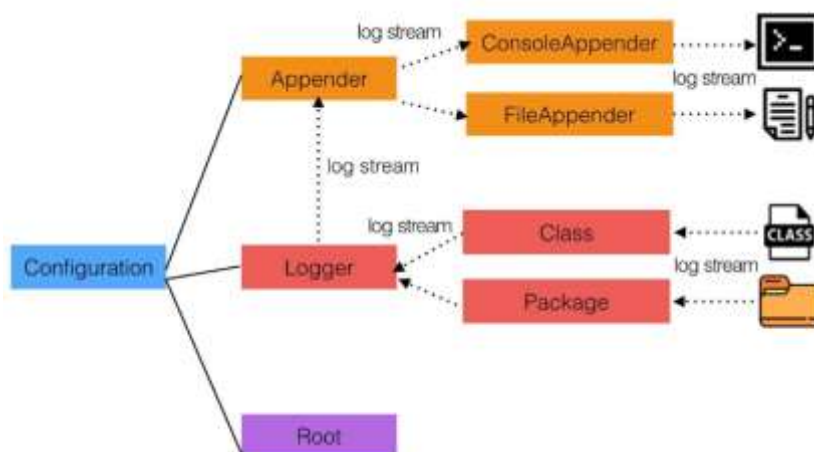 log stream
ConsoleAppender
>_
Appender
log stream
FileAppender
log stream
log stream
Class
CLASS
Configuration
Logger
log stream
Package
Root